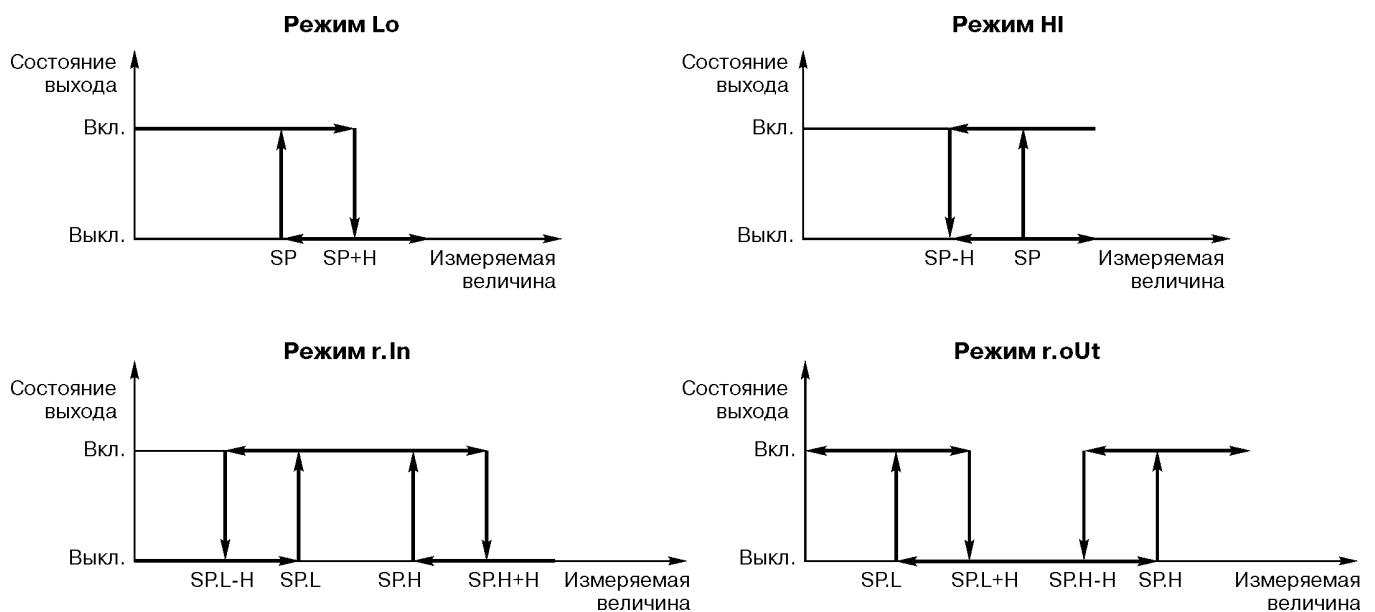 Режим Lo
Состояние
выхода
Вкл.
Выкл.
SP
SP+H
Измеряемая
величина
Режим HI
Состояние
выхода
Вкл.
Выкл.
SP-H
SP
Измеряемая
величина
Режим r.In
Состояние
выхода
Вкл.
Выкл.
SP.L-H
SP.L
SP.H
SP.H+H
Измеряемая
величина
Режим r.oUt
Состояние
выхода
Вкл.
Выкл.
SP.L
SP.L+H
SP.H-H
SP.H
Измеряемая
величина